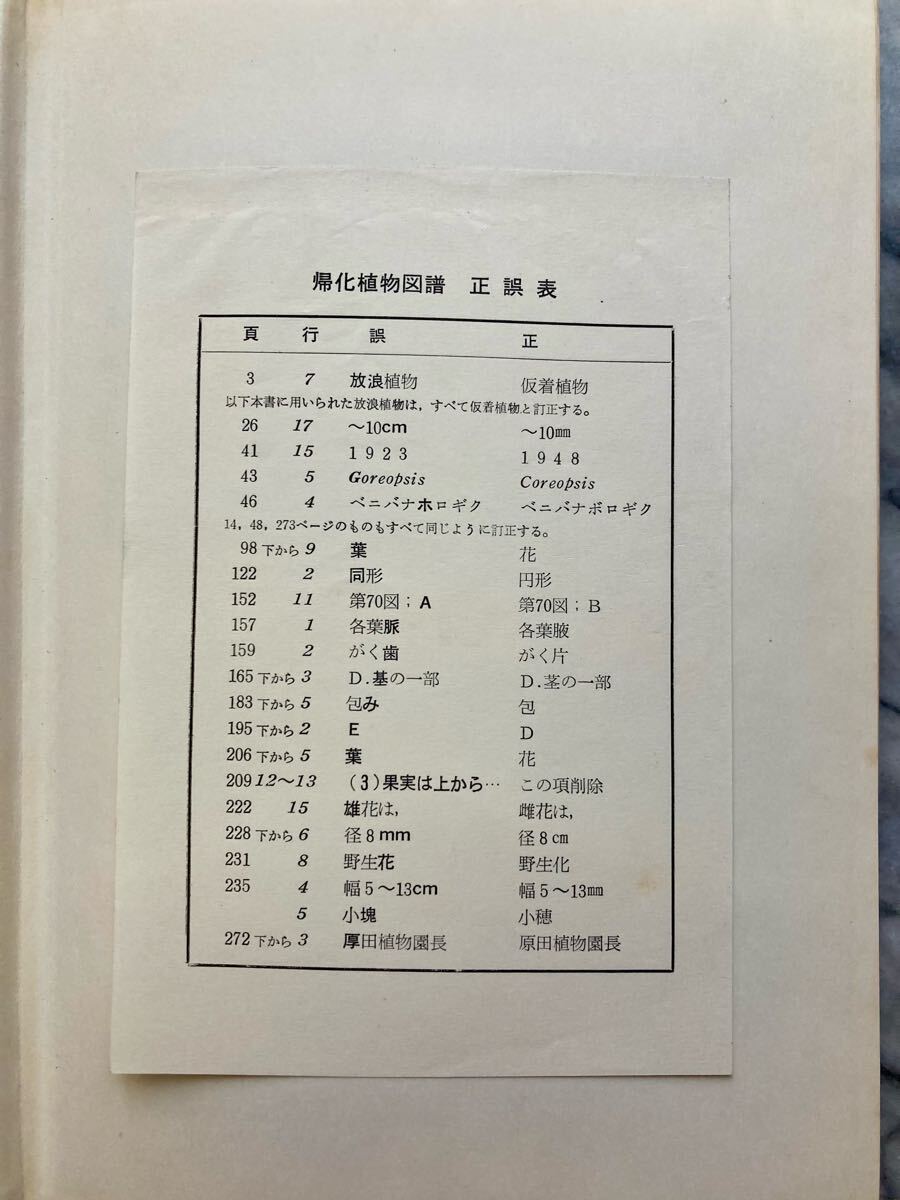 帰化植物図譜 正誤表
頁 行 誤 正
3 7 放浪植物 仮着植物
以下本書に用いられた放浪植物は，すべて仮着植物と訂正する。
26 17 ～10cm ～10mm
41 15 1923 1948
43 5 Goreopsis Coreopsis
46 4 ベニバナホロギク ベニバナボロギク
14，48，273ページのものもすべて同じように訂正する。
98 下から 9 葉 花
122 2 同形 円形
152 11 第70図；A 第70図；B
157 1 各葉脈 各葉腋
159 2 がく歯 がく片
165 下から 3 D.基の一部 D.茎の一部
183 下から 5 包み 包
195 下から 2 E D
206 下から 5 葉 花
209 12～13 (3)果実は上から… この項削除
222 15 雄花は， 雌花は，
228 下から 6 径8mm 径8cm
231 8 野生花 野生化
235 4 幅5～13cm 幅5～13mm
5 小塊 小穂
272 下から 3 厚田植物園長 原田植物園長